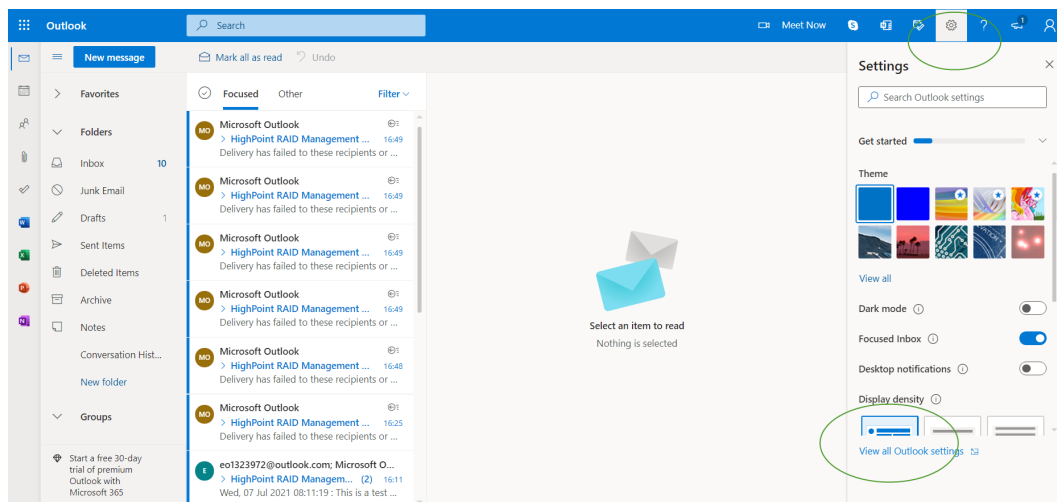 Outlook
Search
Meet Now
1
New message
Mark all as read
Undo
Favorites
Folders
Inbox 10
Junk Email
Drafts 1
Sent Items
Deleted Items
Archive
Notes
Conversation Hist...
New folder
Groups
Start a free 30-day
trial of premium
Outlook with
Microsoft 365
Focused Other Filter
MO
Microsoft Outlook
> HighPoint RAID Management ... 16:49
Delivery has failed to these recipients or ...
MO
Microsoft Outlook
> HighPoint RAID Management ... 16:49
Delivery has failed to these recipients or ...
MO
Microsoft Outlook
> HighPoint RAID Management ... 16:49
Delivery has failed to these recipients or ...
MO
Microsoft Outlook
> HighPoint RAID Management ... 16:49
Delivery has failed to these recipients or ...
MO
Microsoft Outlook
> HighPoint RAID Management ... 16:48
Delivery has failed to these recipients or ...
MO
Microsoft Outlook
> HighPoint RAID Management ... 16:25
Delivery has failed to these recipients or ...
E
eo1323972@outlook.com; Microsoft O...
> HighPoint RAID Managem... (2) 16:11
Wed, 07 Jul 2021 08:11:19 : This is a test ...
Select an item to read
Nothing is selected
Settings
Search Outlook settings
Get started
Theme
View all
Dark mode
Focused Inbox
Desktop notifications
Display density
View all Outlook settings